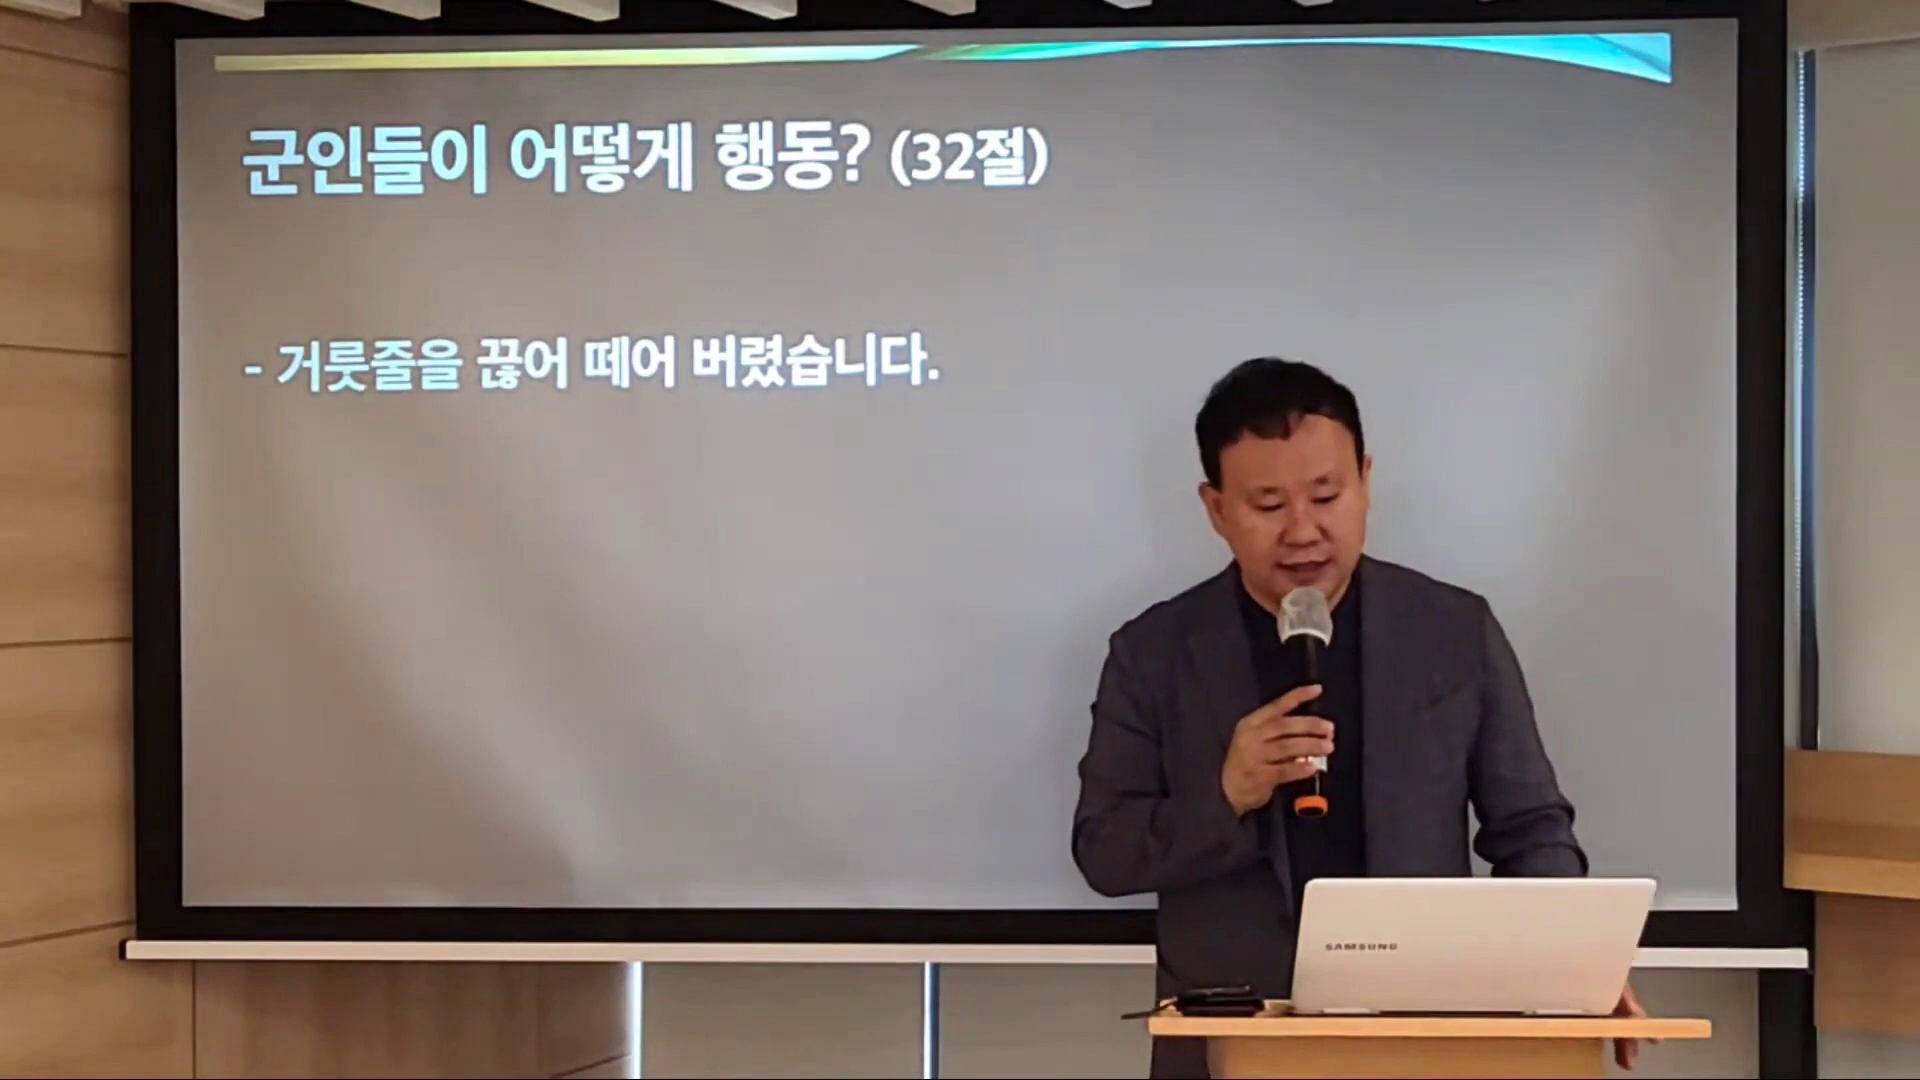 군인들이 어떻게 행동? (32절)
- 거룻줄을 끊어 떼어 버렸습니다.
SAMSUNG